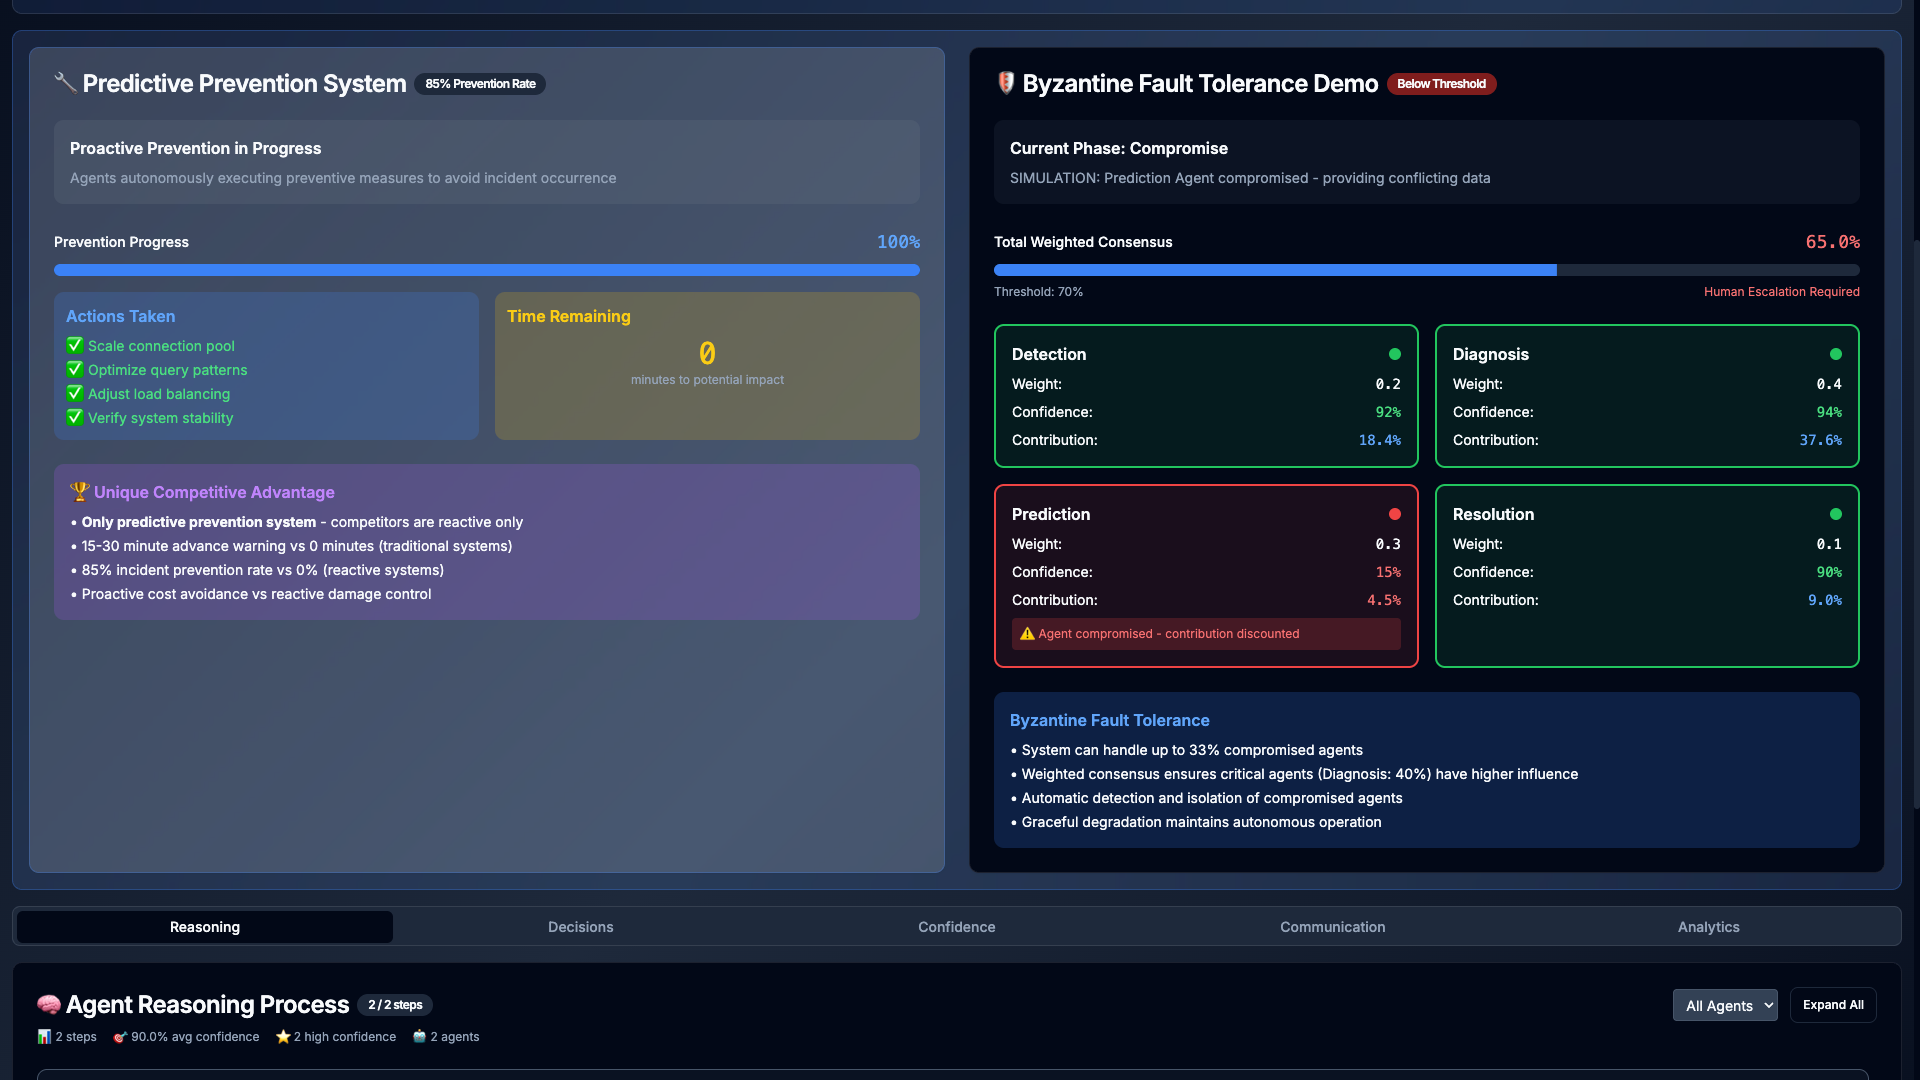 Predictive Prevention System
85% Prevention Rate
Proactive Prevention in Progress
Agents autonomously executing preventive measures to avoid incident occurrence
Prevention Progress
100%
Actions Taken
✅ Scale connection pool
✅ Optimize query patterns
✅ Adjust load balancing
✅ Verify system stability
Time Remaining
0
minutes to potential impact
Unique Competitive Advantage
• Only predictive prevention system - competitors are reactive only
• 15-30 minute advance warning vs 0 minutes (traditional systems)
• 85% incident prevention rate vs 0% (reactive systems)
• Proactive cost avoidance vs reactive damage control
Byzantine Fault Tolerance Demo
Below Threshold
Current Phase: Compromise
SIMULATION: Prediction Agent compromised - providing conflicting data
Total Weighted Consensus
65.0%
Threshold: 70%
Human Escalation Required
Detection
Weight: 0.2
Confidence: 92%
Contribution: 18.4%
Diagnosis
Weight: 0.4
Confidence: 94%
Contribution: 37.6%
Prediction
Weight: 0.3
Confidence: 15%
Contribution: 4.5%
⚠️ Agent compromised - contribution discounted
Resolution
Weight: 0.1
Confidence: 90%
Contribution: 9.0%
Byzantine Fault Tolerance
• System can handle up to 33% compromised agents
• Weighted consensus ensures critical agents (Diagnosis: 40%) have higher influence
• Automatic detection and isolation of compromised agents
• Graceful degradation maintains autonomous operation
Reasoning
Decisions
Confidence
Communication
Analytics
Agent Reasoning Process
2 / 2 steps
All Agents
Expand All
2 steps
90.0% avg confidence
2 high confidence
2 agents